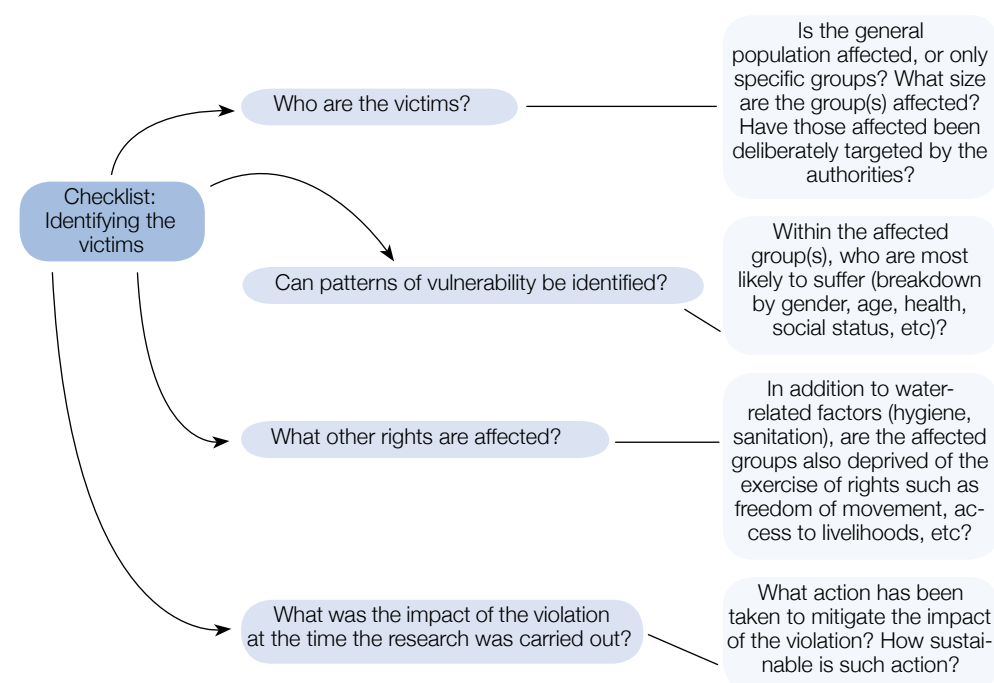 Checklist:
Identifying the
victims
Who are the victims?
Is the general
population affected, or only
specific groups? What size
are the group(s) affected?
Have those affected been
deliberately targeted by the
authorities?
Can patterns of vulnerability be identified?
Within the affected
group(s), who are most
likely to suffer (breakdown
by gender, age, health,
social status, etc)?
What other rights are affected?
In addition to water-
related factors (hygiene,
sanitation), are the affected
groups also deprived of the
exercise of rights such as
freedom of movement, ac-
cess to livelihoods, etc?
What was the impact of the violation
at the time the research was carried out?
What action has been
taken to mitigate the impact
of the violation? How sustai-
nable is such action?